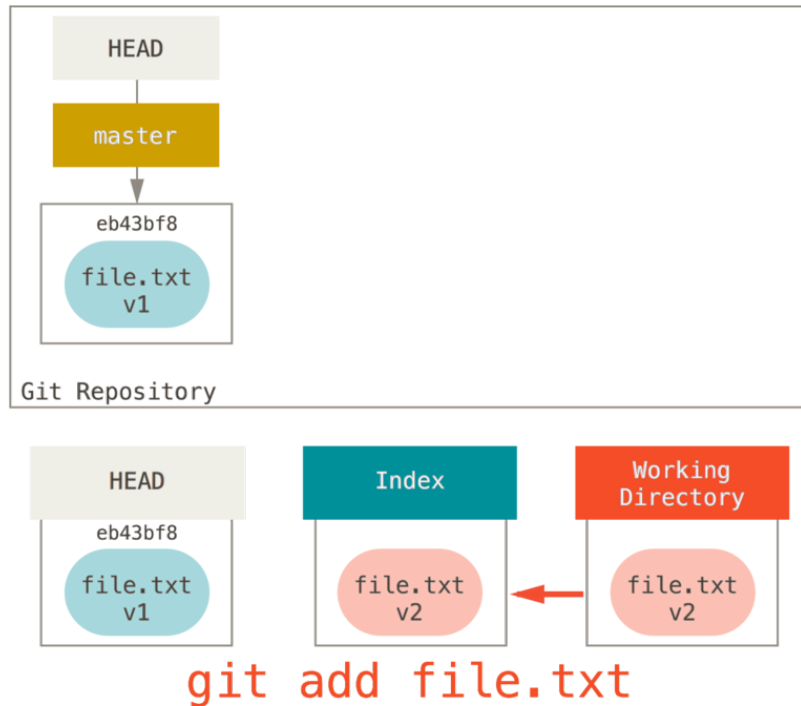 HEAD
master
eb43bf8
file.txt
v1
Git Repository
HEAD
eb43bf8
file.txt
v1
Index
file.txt
v2
Working
Directory
file.txt
v2
git add file.txt